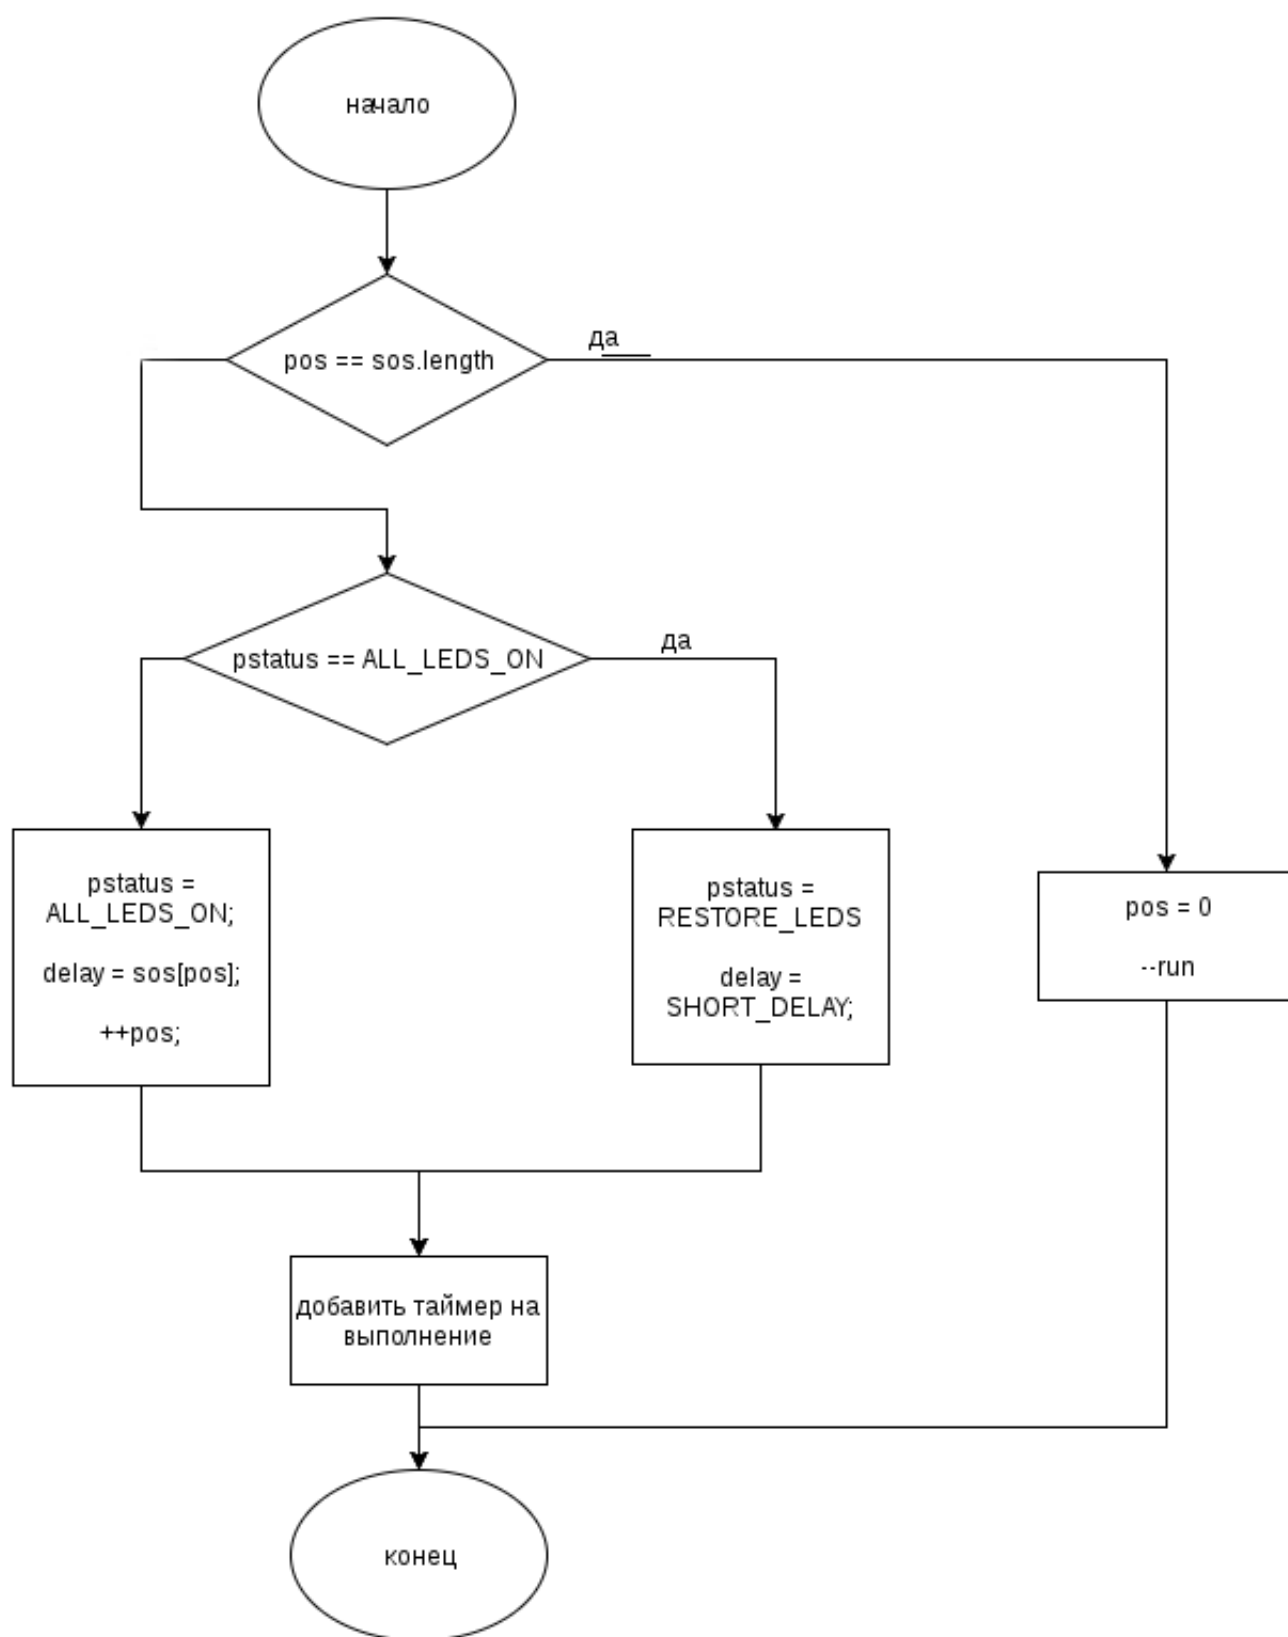 начало
да
pos == sos.length
да
pstatus == ALL_LEDS_ON
pstatus =
ALL_LEDS_ON;
delay = sos[pos];
++pos;
pstatus =
RESTORE_LEDS
delay =
SHORT_DELAY;
pos = 0
--run
добавить таймер на
выполнение
конец